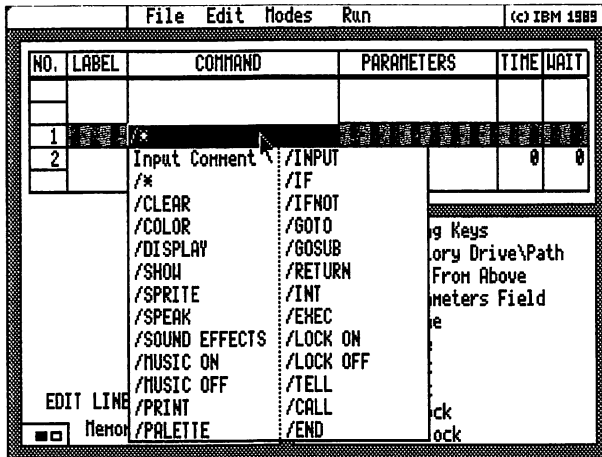 File Edit Modes Run (c) IBM 1989
NO. LABEL COMMAND PARAMETERS TIME WAIT
1 /*
2 0 0
Input Comment /INPUT
/* /IF
/CLEAR /IFNOT
/COLOR /GOTO
/DISPLAY /GOSUB
/SHOW /RETURN
/SPRITE /INT
/SPEAK /EXEC
/SOUND EFFECTS /LOCK ON
/MUSIC ON /LOCK OFF
/MUSIC OFF /TELL
/PRINT /CALL
/PALETTE /END
g Keys
ory Drive\Path
From Above
meters Field
e
ck
ock
EDIT LINE
Memor